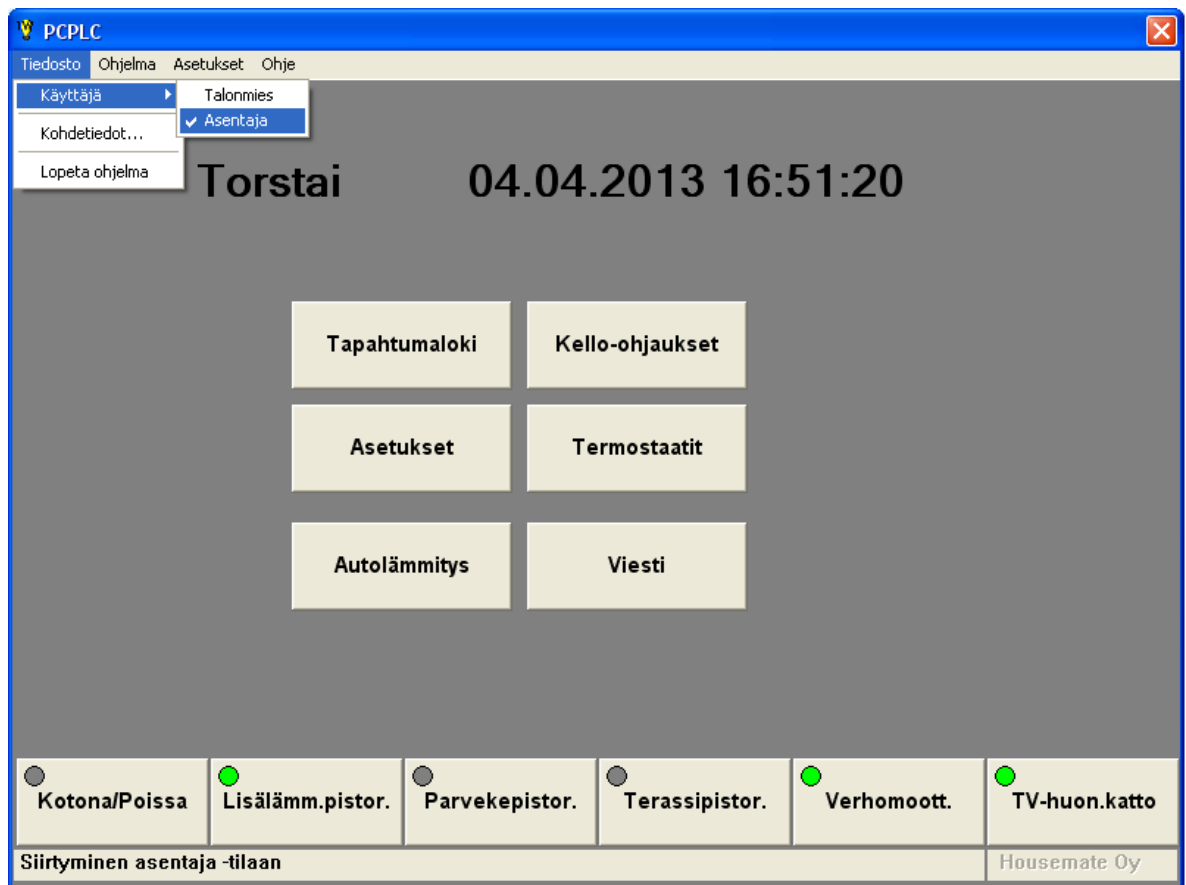 PCPLC
Tiedosto Ohjelma Asetukset Ohje
Käyttäjä
Talonmies
Asentaja
Kohdetiedot...
Lopeta ohjelma
Torstai 04.04.2013 16:51:20
Tapahtumaloki Kello-ohjaukset
Asetukset Termostaatit
Autolämmitys Viesti
Kotona/Poissa Lisälämm.pistor. Parvekepistor. Terassipistor. Verhomoott. TV-huon.katto
Siirtyminen asentaja -tilaan Housemate Oy